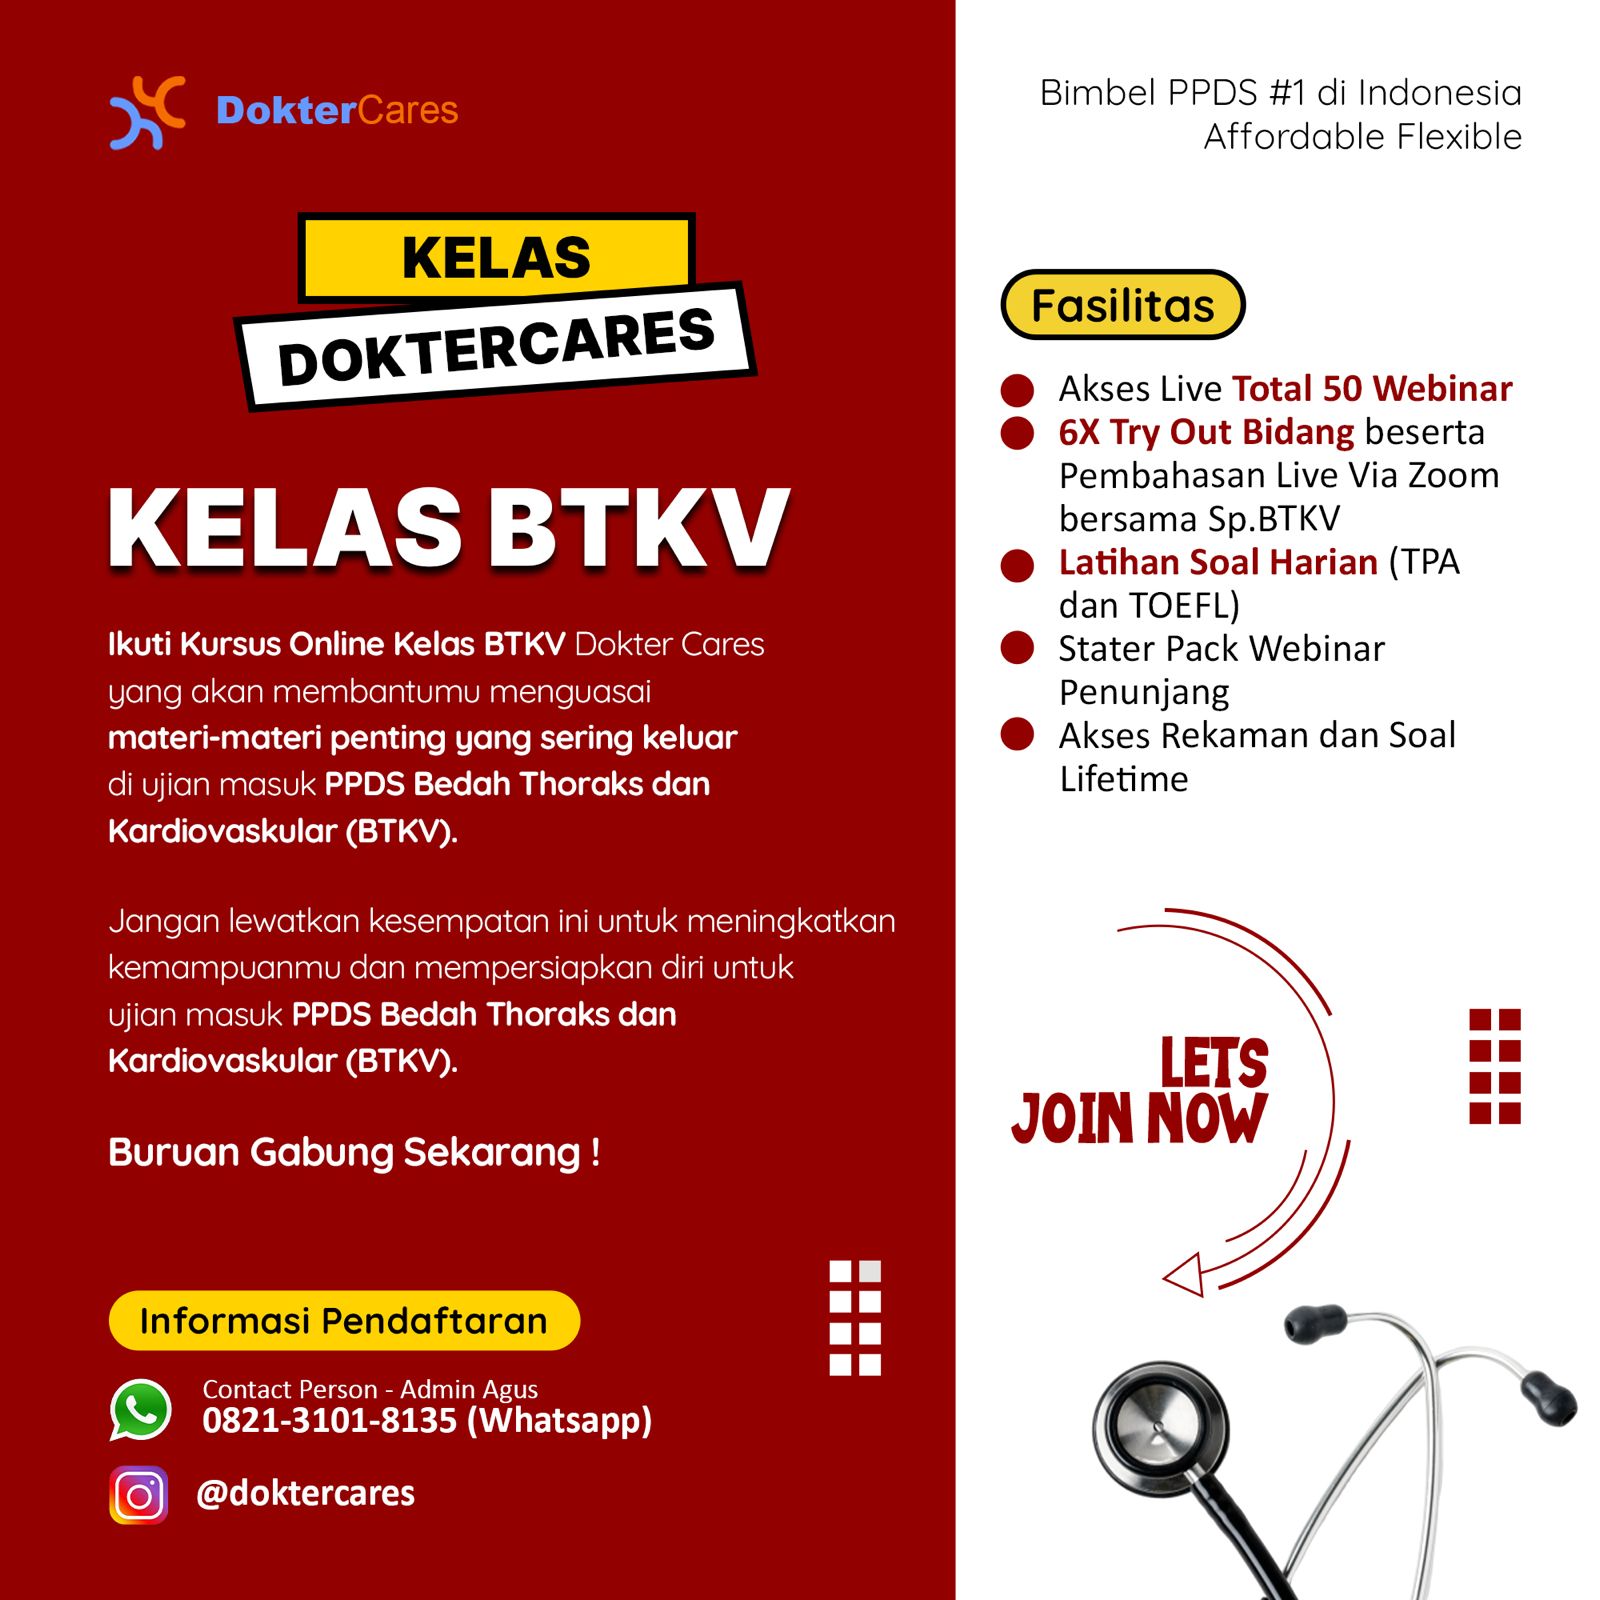 DokterCares
KELAS
DOKTERCARES
KELAS BTKV
Ikuti Kursus Online Kelas BTKV Dokter Cares
yang akan membantumu menguasai
materi-materi penting yang sering keluar
di ujian masuk PPDS Bedah Thoraks dan
Kardiovaskular (BTKV).
Jangan lewatkan kesempatan ini untuk meningkatkan
kemampuanmu dan mempersiapkan diri untuk
ujian masuk PPDS Bedah Thoraks dan
Kardiovaskular (BTKV).
Buruan Gabung Sekarang !
Informasi Pendaftaran
Contact Person - Admin Agus
0821-3101-8135 (Whatsapp)
@doktercares
Bimbel PPDS #1 di Indonesia
Affordable Flexible
Fasilitas
Akses Live Total 50 Webinar
6X Try Out Bidang beserta
Pembahasan Live Via Zoom
bersama Sp.BTKV
Latihan Soal Harian (TPA
dan TOEFL)
Stater Pack Webinar
Penunjang
Akses Rekaman dan Soal
Lifetime
LETS
JOIN NOW